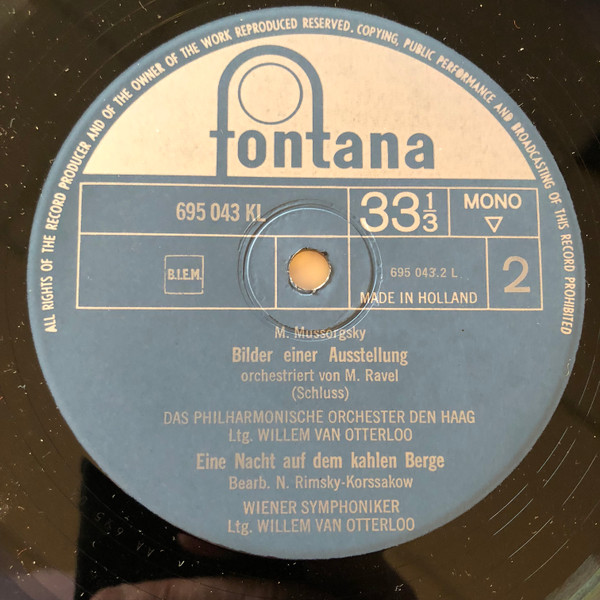 ALL RIGHTS OF THE RECORD PRODUCER AND OF THE OWNER OF THE WORK REPRODUCED RESERVED. COPYING, PUBLIC PERFORMANCE AND BROADCASTING OF THIS RECORD PROHIBITED
fontana
695 043 KL
33 1/3
MONO
B.I.E.M.
695 043.2 L
MADE IN HOLLAND
2
M. Mussorgsky
Bilder einer Ausstellung
orchestriert von M. Ravel
(Schluss)
DAS PHILHARMONISCHE ORCHESTER DEN HAAG
Ltg. WILLEM VAN OTTERLOO
Eine Nacht auf dem kahlen Berge
Bearb. N. Rimsky-Korssakow
WIENER SYMPHONIKER
Ltg. WILLEM VAN OTTERLOO